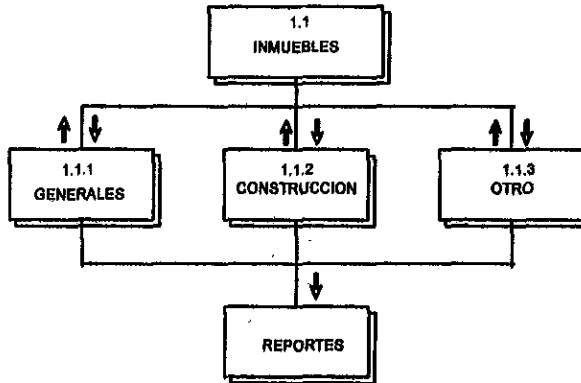 1.1
INMUEBLES
1.1.1
GENERALES
1.1.2
CONSTRUCCION
1.1.3
OTRO
REPORTES